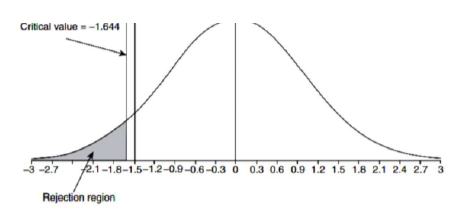 Critical value = –1.644
–3 –2.7 –2.1 –1.8 –1.5 –1.2 –0.9 –0.6 –0.3 0 0.3 0.6 0.9 1.2 1.5 1.8 2.1 2.4 2.7 3
Rejection region